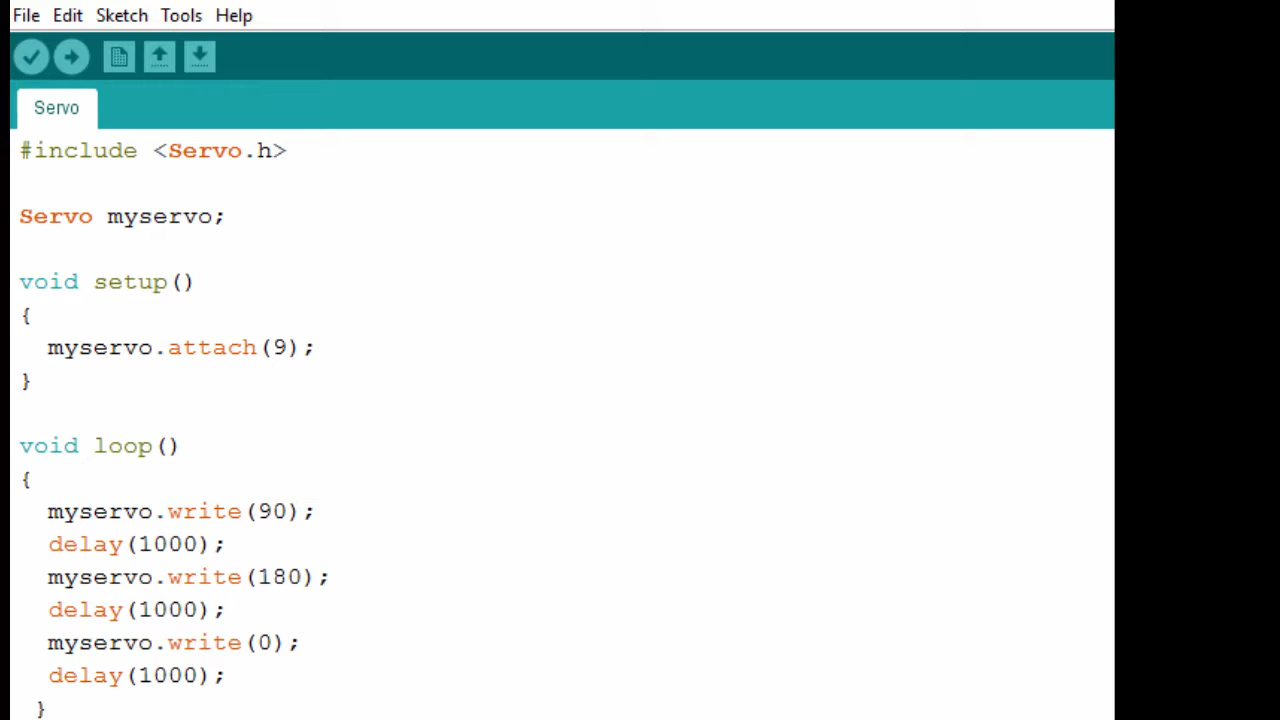 File Edit Sketch Tools Help
Servo
#include <Servo.h>
Servo myservo;
void setup()
{
  myservo.attach(9);
}
void loop()
{
  myservo.write(90);
  delay(1000);
  myservo.write(180);
  delay(1000);
  myservo.write(0);
  delay(1000);
 }